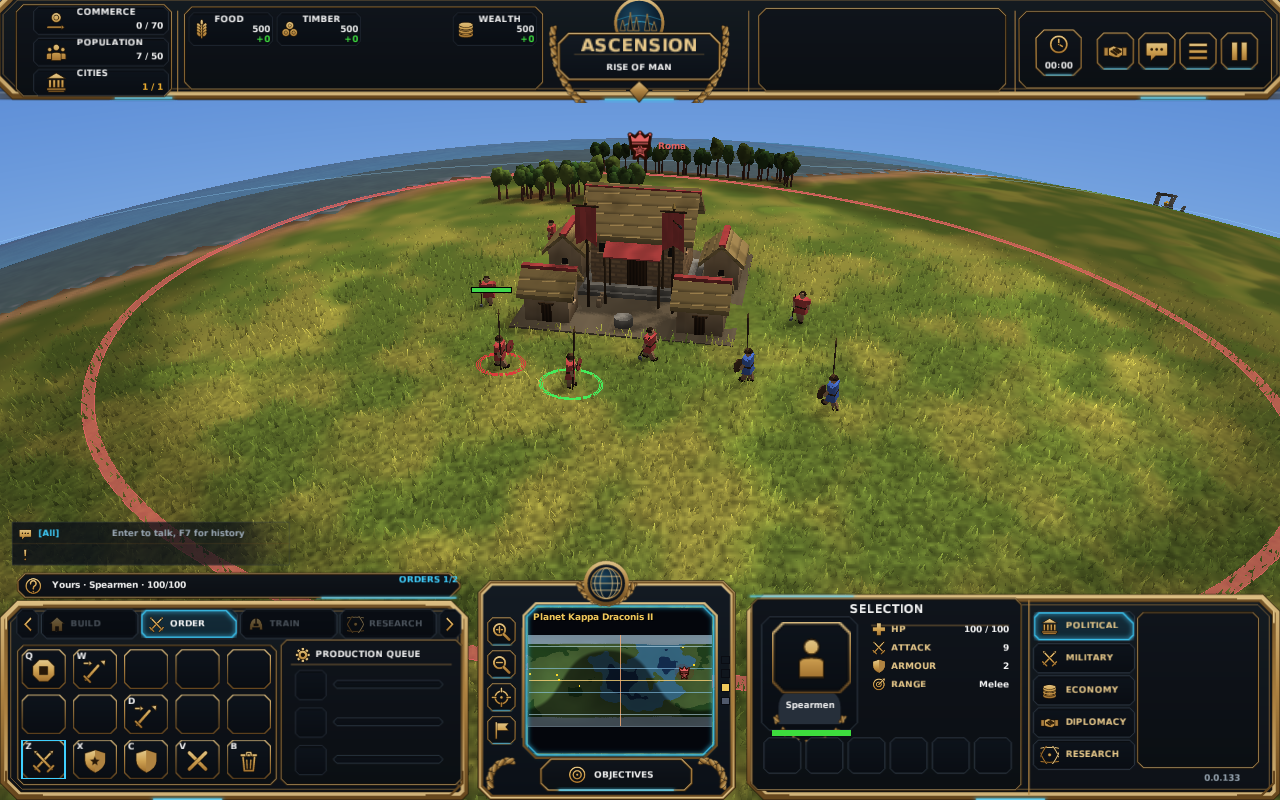 COMMERCE
0 / 70
POPULATION
7 / 50
CITIES
1 / 1
FOOD
500
+0
TIMBER
500
+0
WEALTH
500
+0
ASCENSION
RISE OF MAN
00:00
Roma
[All] Enter to talk, F7 for history
!
Yours · Spearmen · 100/100
ORDERS 1/2
BUILD
ORDER
TRAIN
RESEARCH
Q
W
D
Z
X
C
V
B
PRODUCTION QUEUE
Planet Kappa Draconis II
OBJECTIVES
SELECTION
Spearmen
HP 100 / 100
ATTACK 9
ARMOUR 2
RANGE Melee
POLITICAL
MILITARY
ECONOMY
DIPLOMACY
RESEARCH
0.0.133